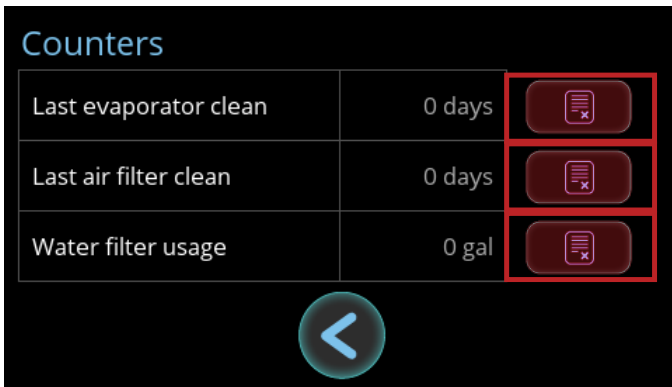 Counters
Last evaporator clean 0 days
Last air filter clean 0 days
Water filter usage 0 gal